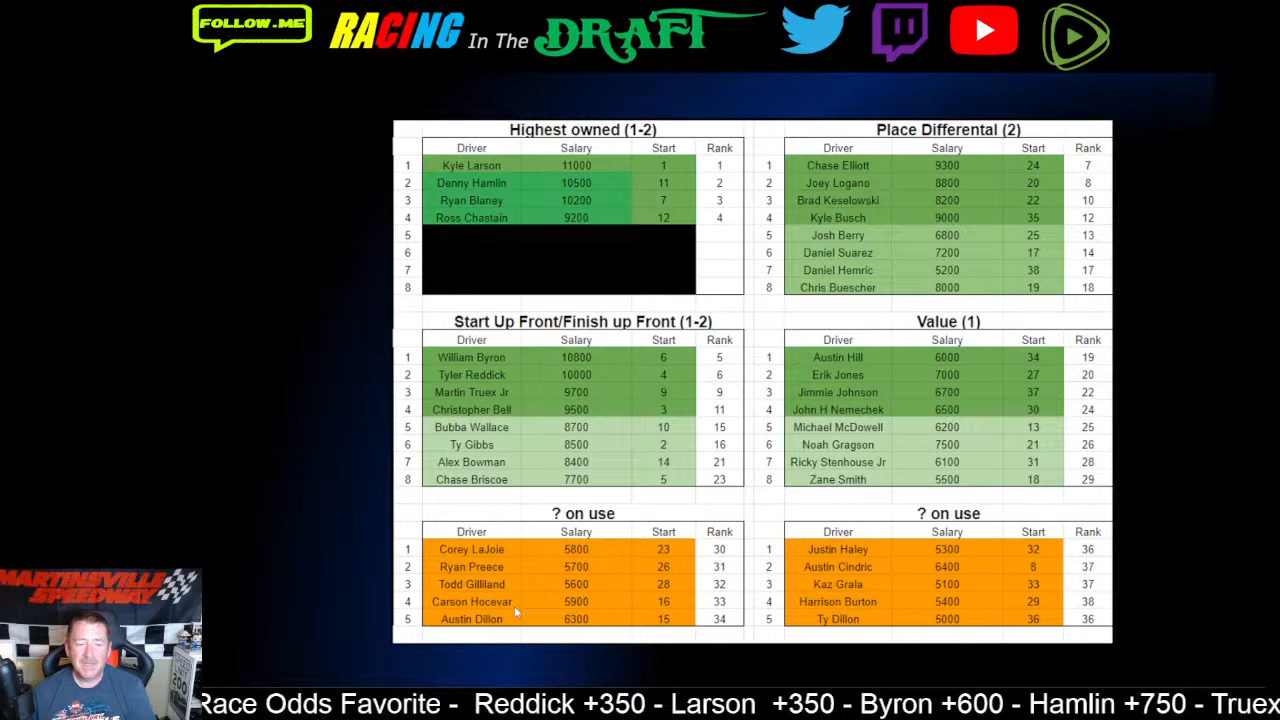 FOLLOW.ME
RACING In The DRAFT
Highest owned (1-2)
Driver Salary Start Rank
1 Kyle Larson 11000 1 1
2 Denny Hamlin 10500 11 2
3 Ryan Blaney 10200 7 3
4 Ross Chastain 9200 12 4
5
6
7
8
Place Differental (2)
Driver Salary Start Rank
1 Chase Elliott 9300 24 7
2 Joey Logano 8800 20 8
3 Brad Keselowski 8200 22 10
4 Kyle Busch 9000 35 12
5 Josh Berry 6800 25 13
6 Daniel Suarez 7200 17 14
7 Daniel Hemric 5200 38 17
8 Chris Buescher 8000 19 18
Start Up Front/Finish up Front (1-2)
Driver Salary Start Rank
1 William Byron 10800 6 5
2 Tyler Reddick 10000 4 6
3 Martin Truex Jr 9700 9 9
4 Christopher Bell 9500 3 11
5 Bubba Wallace 8700 10 15
6 Ty Gibbs 8500 2 16
7 Alex Bowman 8400 14 21
8 Chase Briscoe 7700 5 23
Value (1)
Driver Salary Start Rank
1 Austin Hill 6000 34 19
2 Erik Jones 7000 27 20
3 Jimmie Johnson 6700 37 22
4 John H Nemechek 6500 30 24
5 Michael McDowell 6200 13 25
6 Noah Gragson 7500 21 26
7 Ricky Stenhouse Jr 6100 31 28
8 Zane Smith 5500 18 29
? on use
Driver Salary Start Rank
1 Corey LaJoie 5800 23 30
2 Ryan Preece 5700 26 31
3 Todd Gilliland 5600 28 32
4 Carson Hocevar 5900 16 33
5 Austin Dillon 6300 15 34
? on use
Driver Salary Start Rank
1 Justin Haley 5300 32 36
2 Austin Cindric 6400 8 37
3 Kaz Grala 5100 33 37
4 Harrison Burton 5400 29 38
5 Ty Dillon 5000 36 36
MARTINSVILLE
SPEEDWAY
SPEED
200
Race Odds Favorite - Reddick +350 - Larson +350 - Byron +600 - Hamlin +750 - Truex